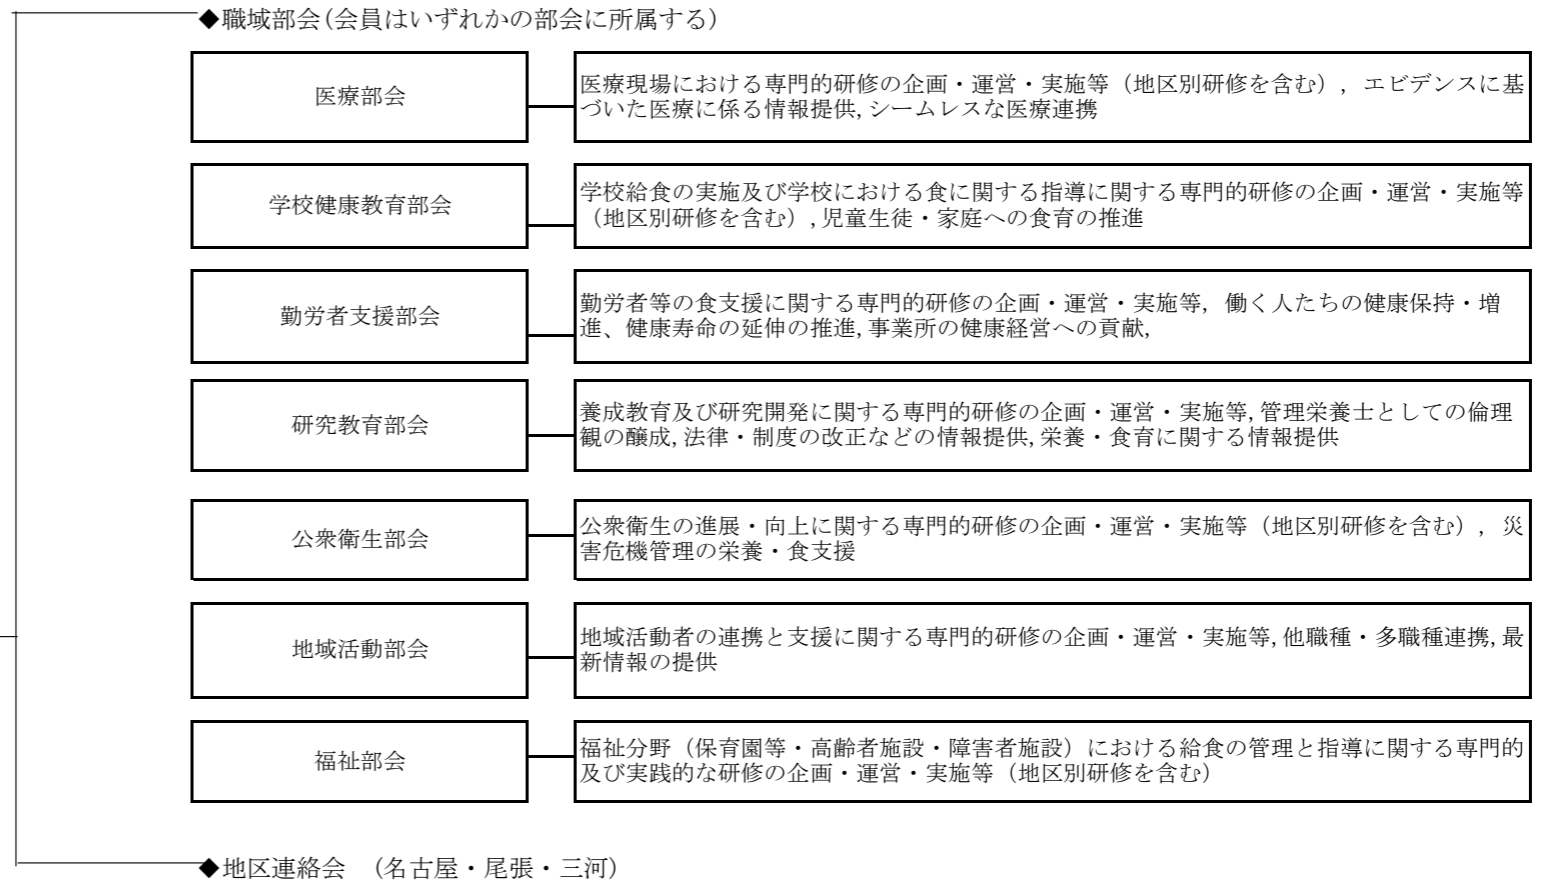 ◆職域部会(会員はいずれかの部会に所属する)
医療部会
医療現場における専門的研修の企画・運営・実施等（地区別研修を含む）, エビデンスに基
づいた医療に係る情報提供, シームレスな医療連携
学校健康教育部会
学校給食の実施及び学校における食に関する指導に関する専門的研修の企画・運営・実施等
（地区別研修を含む）, 児童生徒・家庭への食育の推進
勤労者支援部会
勤労者等の食支援に関する専門的研修の企画・運営・実施等, 働く人たちの健康保持・増
進、健康寿命の延伸の推進, 事業所の健康経営への貢献,
研究教育部会
養成教育及び研究開発に関する専門的研修の企画・運営・実施等, 管理栄養士としての倫理
観の醸成, 法律・制度の改正などの情報提供, 栄養・食育に関する情報提供
公衆衛生部会
公衆衛生の進展・向上に関する専門的研修の企画・運営・実施等（地区別研修を含む）, 災
害危機管理の栄養・食支援
地域活動部会
地域活動者の連携と支援に関する専門的研修の企画・運営・実施等, 他職種・多職種連携, 最
新情報の提供
福祉部会
福祉分野（保育園等・高齢者施設・障害者施設）における給食の管理と指導に関する専門的
及び実践的な研修の企画・運営・実施等（地区別研修を含む）
◆地区連絡会　(名古屋・尾張・三河)